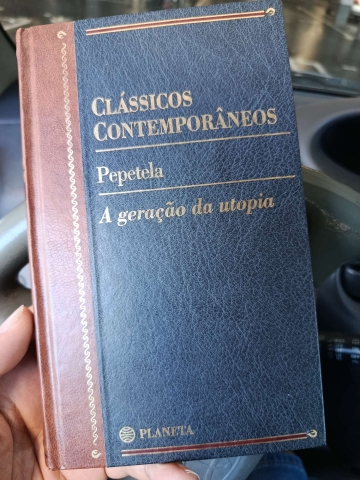 CLÁSSICOS
CONTEMPORÂNEOS
Pepetela
A geração da utopia
PLANETA